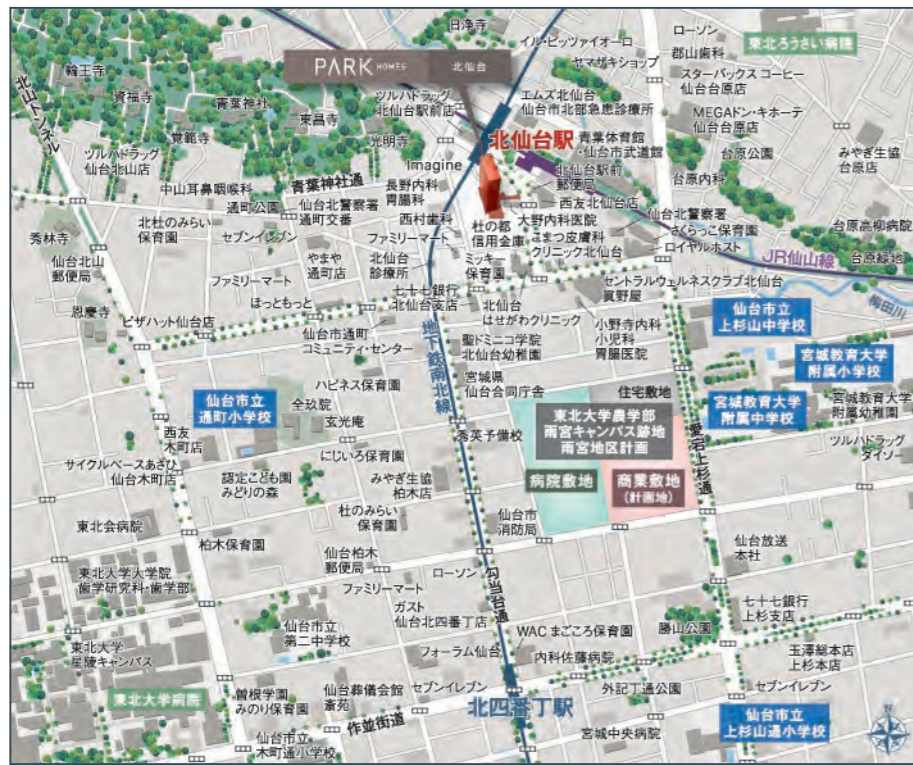 日浄寺
ローソン
イル・ピッツァイオーロ
郡山歯科
東北ろうさい病院
ヤマザキショップ
スターバックス コーヒー
仙台台原店
PARK HOMES 北仙台
輪王寺
資福寺
青葉神社
東昌寺
北山トンネル
ツルハドラッグ
北仙台駅前店
エムズ北仙台
仙台市北部急患診療所
MEGAドン・キホーテ
仙台台原店
覚範寺
光明寺
北仙台駅
青葉体育館
・仙台市武道館
台原公園
みやぎ生協
台原店
ツルハドラッグ
仙台北山店
Imagine
北仙台駅前
郵便局
台原内科
中山耳鼻咽喉科
青葉神社通
長野内科
胃腸科
西友北仙台店
通町公園
仙台北警察署
通町交番
西村歯科
杜の都
信用金庫
大野内科医院
仙台北警察署
台原高柳病院
北杜のみらい
保育園
はまつ皮膚科
クリニック北仙台
さくらっこ保育園
秀林寺
セブンイレブン
ファミリーマート
ロイヤルホスト
JR仙山線
台原緑地
仙台北山
郵便局
やまや
通町店
北仙台
診療所
ミッキー
保育園
ファミリーマート
セントラルウェルネスクラブ北仙台
眞野屋
梅田川
ほっともっと
七十七銀行
北仙台支店
北仙台
はせがわクリニック
恩慶寺
ピザハット仙台店
仙台市通町
コミュニティ・センター
小野寺内科
小児科
胃腸医院
仙台市立
上杉山中学校
地下鉄南北線
聖ドミニコ学院
北仙台幼稚園
宮城教育大学
附属小学校
ハピネス保育園
宮城県
仙台合同庁舎
住宅敷地
仙台市立
通町小学校
全玖院
宮城教育大学
附属中学校
宮城教育大学
附属幼稚園
玄光庵
秀英予備校
東北大学農学部
雨宮キャンパス跡地
雨宮地区計画
愛宕上杉通
西友
木町店
にじいろ保育園
ツルハドラッグ
ダイソー
サイクルベースあさひ
仙台木町店
認定こども園
みどりの森
みやぎ生協
柏木店
病院敷地
商業敷地
(計画地)
東北会病院
杜のみらい
保育園
仙台市
消防局
柏木保育園
仙台放送
本社
東北大学大学院
歯学研究科・歯学部
仙台柏木
郵便局
ローソン
勾当台通
ファミリーマート
七十七銀行
上杉支店
ガスト
仙台北四番丁店
仙台市立
第二中学校
WACまごころ保育園
勝山公園
東北大学
星陵キャンパス
フォーラム仙台
内科佐藤病院
玉澤総本店
上杉本店
東北大学病院
曽根学園
みのり保育園
仙台葬儀会館
斎苑
セブンイレブン
外記丁通公園
セブンイレブン
北四番丁駅
作並街道
仙台市立
木町通小学校
宮城中央病院
仙台市立
上杉山通小学校
N